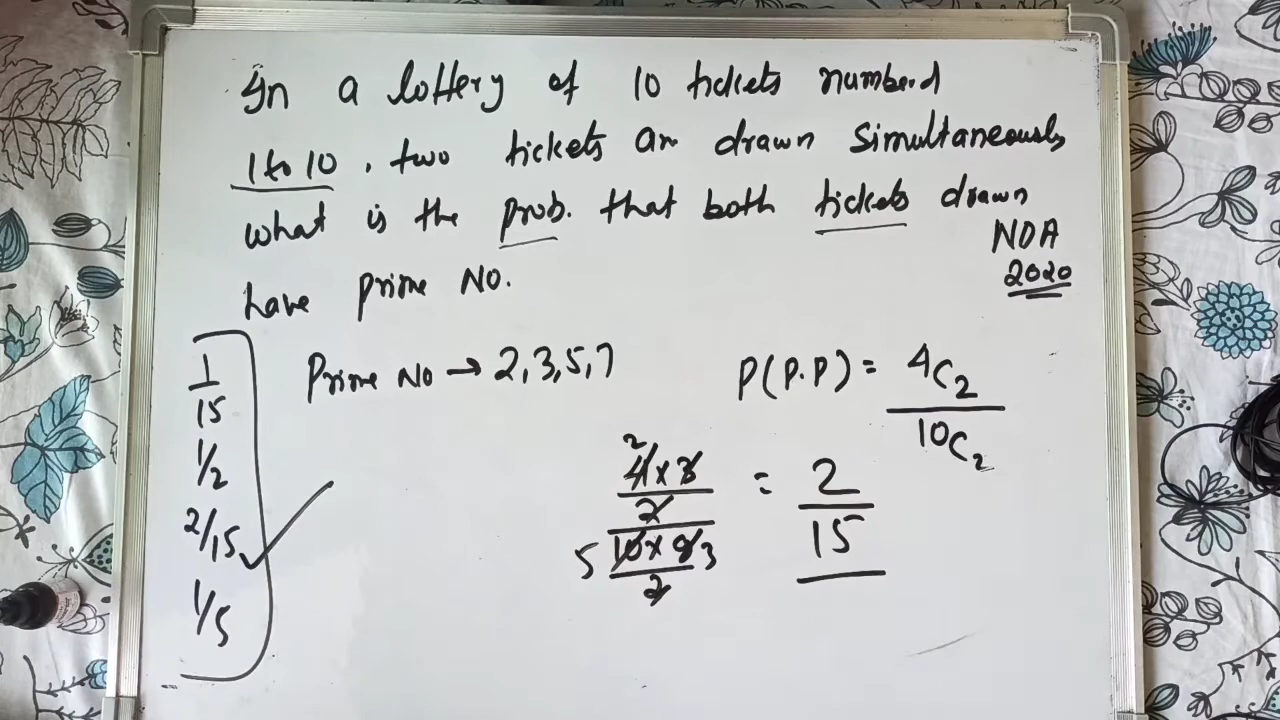 In a lottery of 10 tickets numberd
1 to 10 , two tickets are drawn simultaneously
what is the prob. that both tickets drawn
have prime No.
NDA
2020
1/15
1/2
2/15 ✓
1/5
Prime No → 2,3,5,7
P(P.P) = 4C2 / 10C2
2 4 x 3
2
5 10 x 9 3
2
= 2/15